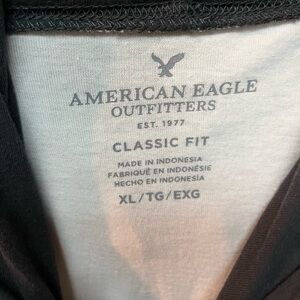 AMERICAN EAGLE
OUTFITTERS
EST. 1977
CLASSIC FIT
MADE IN INDONESIA
FABRIQUÉ EN INDONÉSIE
HECHO EN INDONESIA
XL/TG/EXG